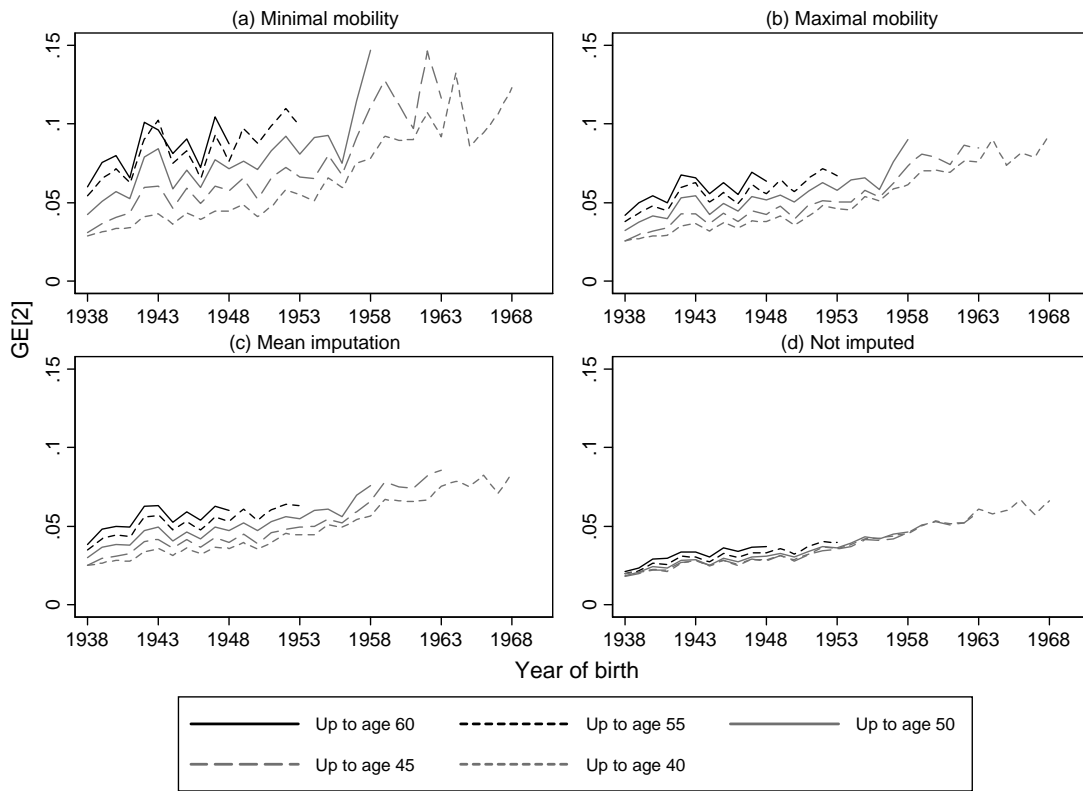 (a) Minimal mobility
(b) Maximal mobility
.15
.1
.05
0
1938 1943 1948 1953 1958 1963 1968
.15
.1
.05
0
1938 1943 1948 1953 1958 1963 1968
GE[2]
(c) Mean imputation
(d) Not imputed
.15
.1
.05
0
1938 1943 1948 1953 1958 1963 1968
.15
.1
.05
0
1938 1943 1948 1953 1958 1963 1968
Year of birth
Up to age 60 Up to age 55 Up to age 50
Up to age 45 Up to age 40